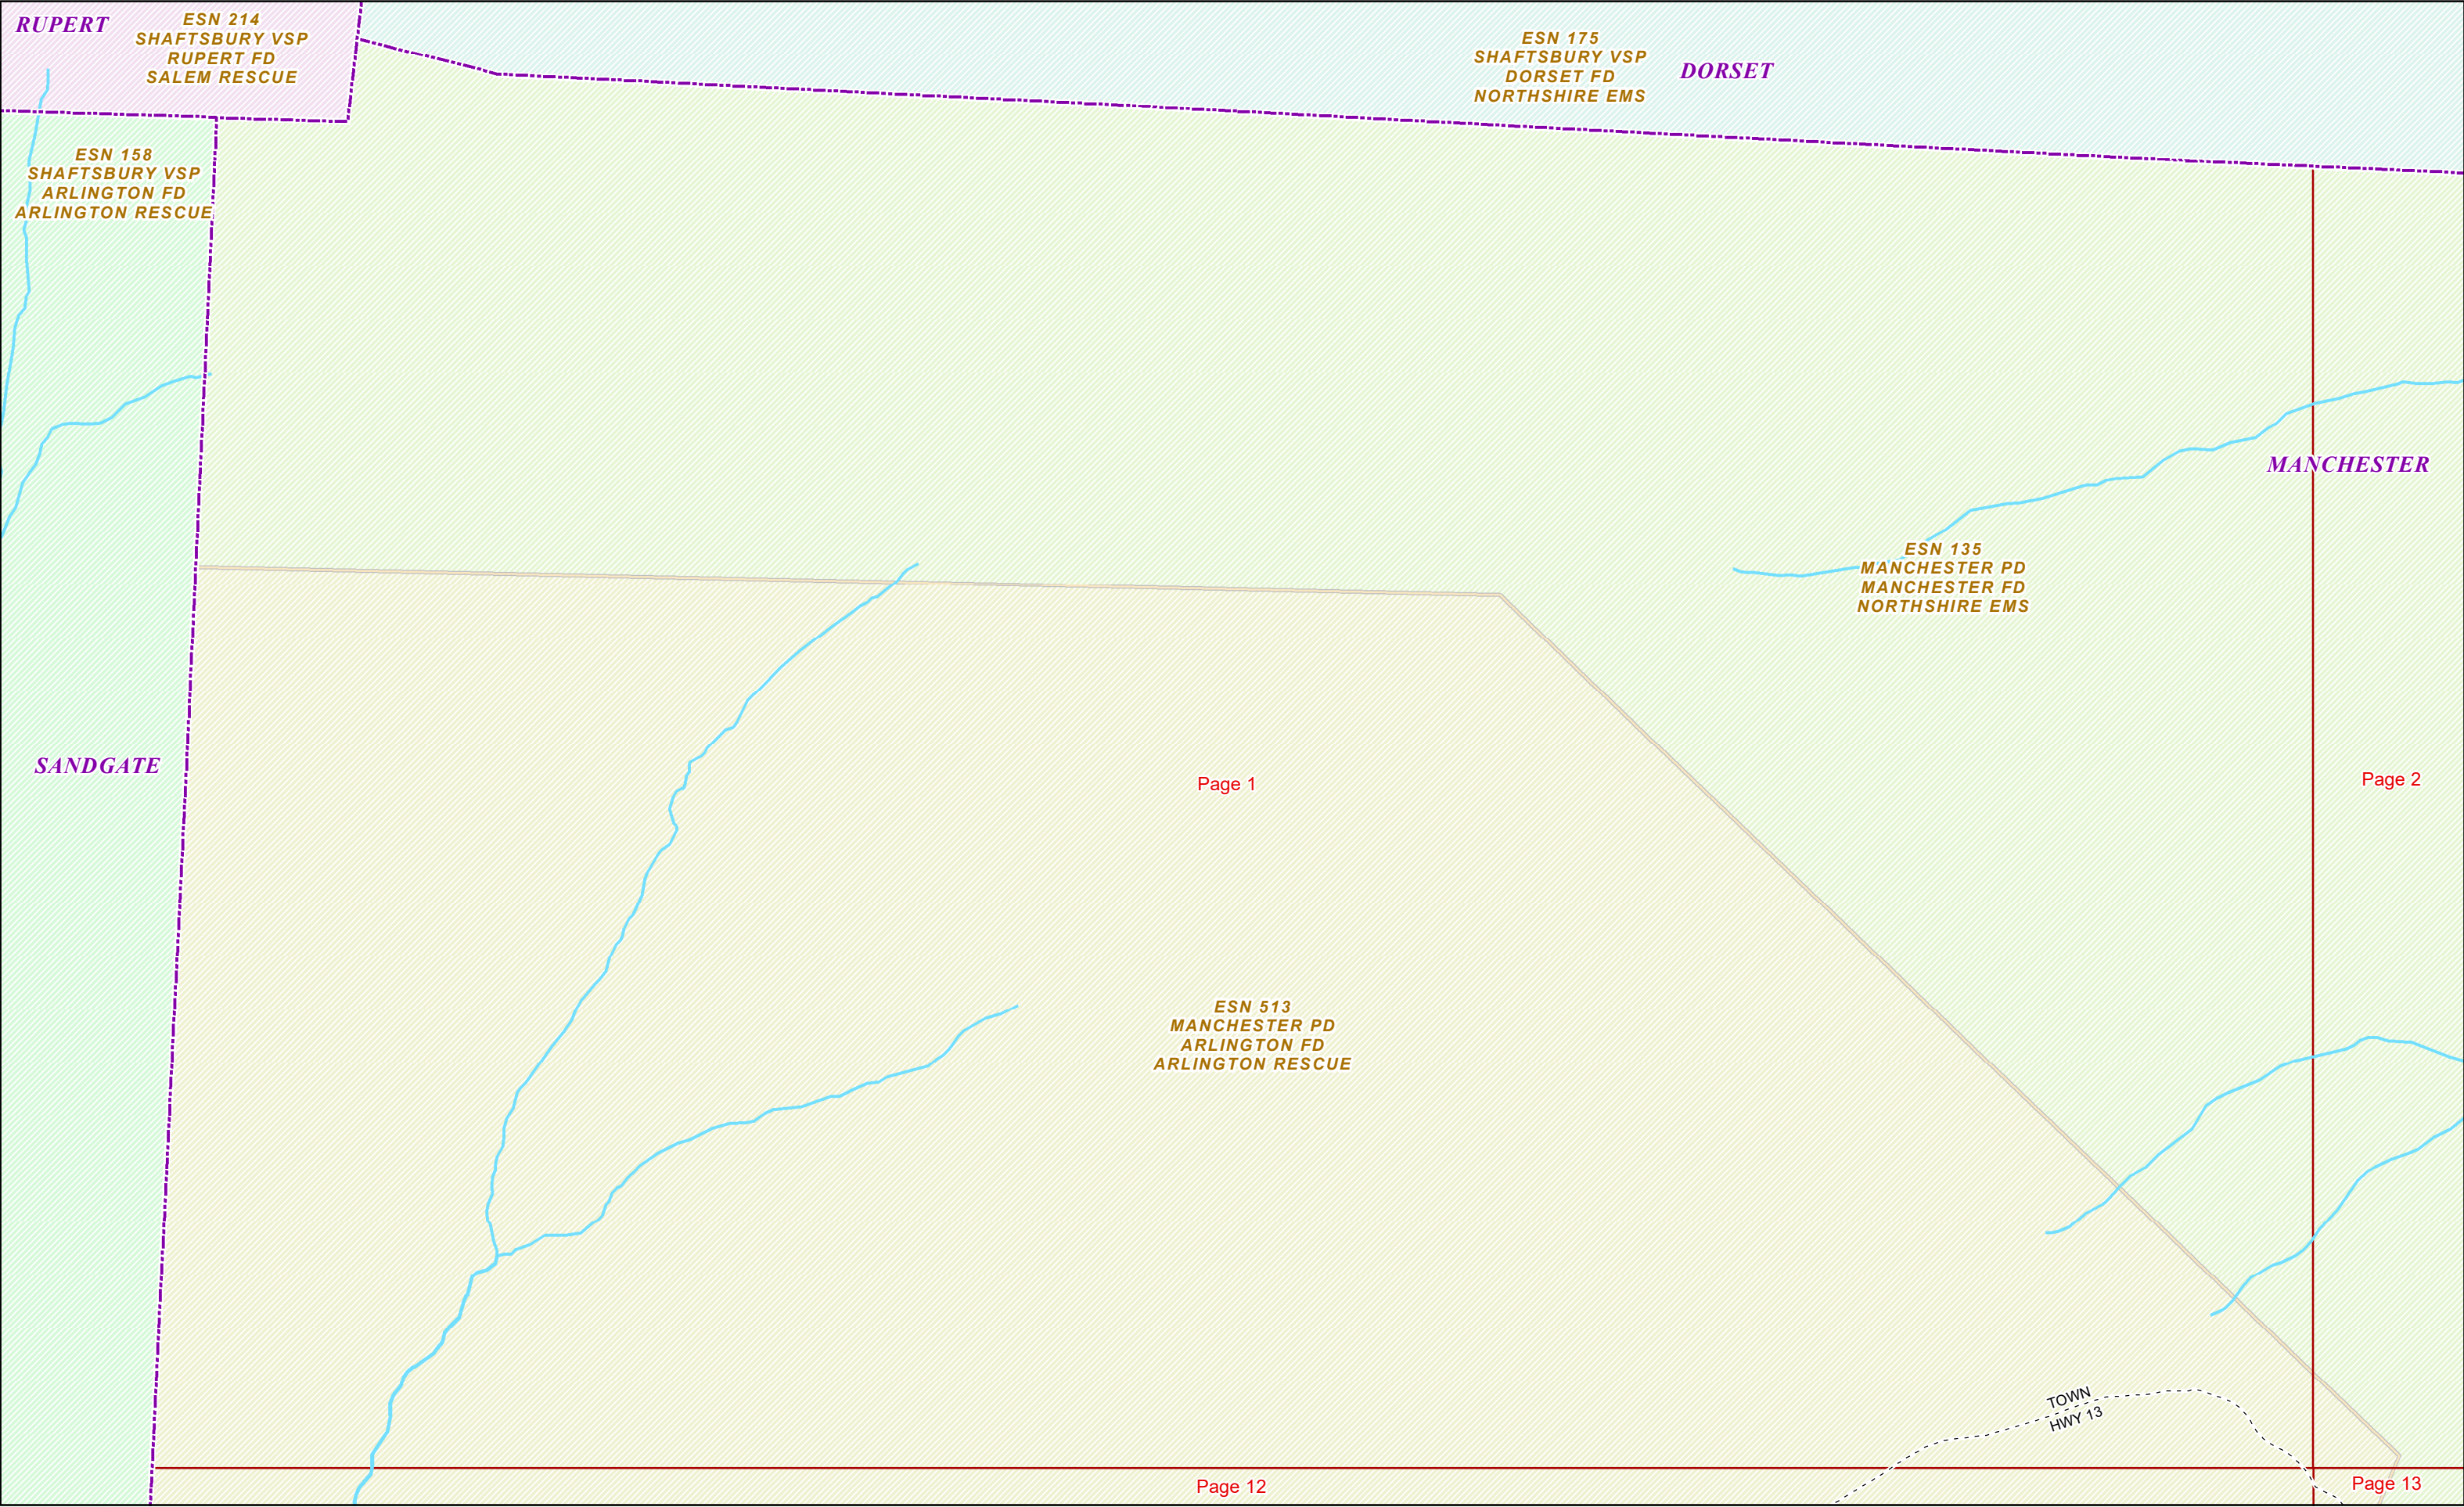 RUPERT
ESN 214
SHAFTSBURY VSP
RUPERT FD
SALEM RESCUE
ESN 175
SHAFTSBURY VSP
DORSET FD
NORTHSHIRE EMS
DORSET
ESN 158
SHAFTSBURY VSP
ARLINGTON FD
ARLINGTON RESCUE
MANCHESTER
ESN 135
MANCHESTER PD
MANCHESTER FD
NORTHSHIRE EMS
SANDGATE
Page 1
Page 2
ESN 513
MANCHESTER PD
ARLINGTON FD
ARLINGTON RESCUE
TOWN
HWY 13
Page 12
Page 13